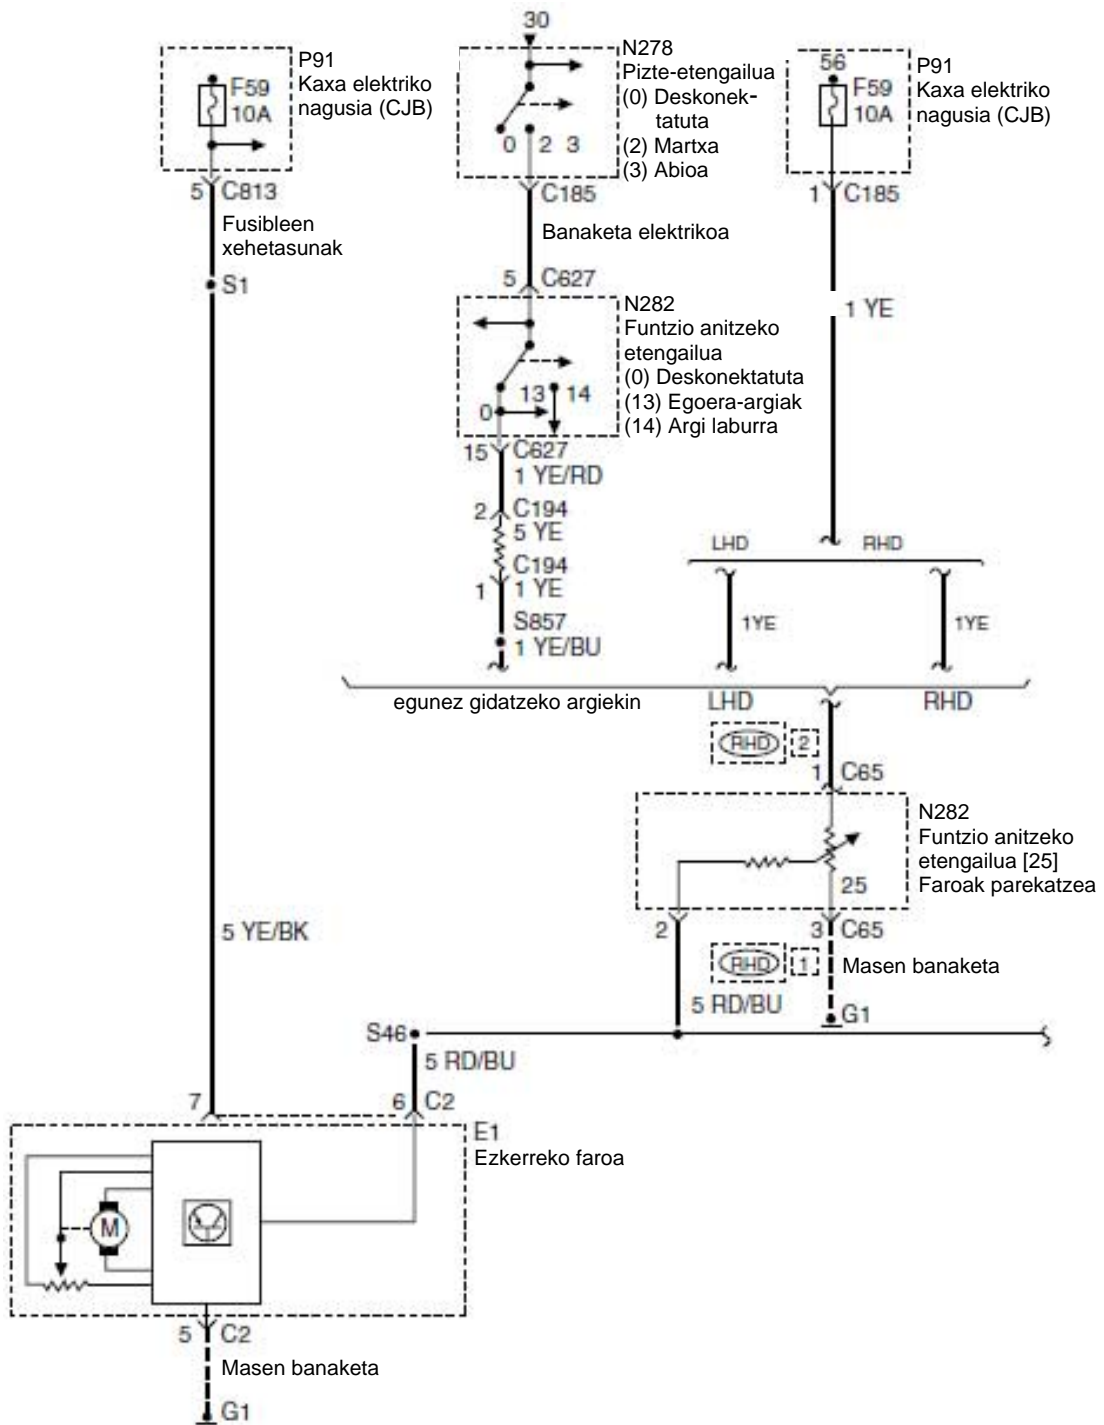 30
P91
Kaxa elektriko
nagusia (CJB)
F59
10A
5 C813
Fusibleen
xehetasunak
S1
N278
Pizte-etengailua
(0) Deskonek-
tatuta
(2) Martxa
(3) Abioa
0 2 3
C185
Banaketa elektrikoa
56
F59
10A
P91
Kaxa elektriko
nagusia (CJB)
1 C185
1 YE
5 C627
N282
Funtzio anitzeko
etengailua
(0) Deskonektatuta
(13) Egoera-argiak
(14) Argi laburra
13 14
0
15 C627
1 YE/RD
2 C194
5 YE
C194
1 1 YE
S857
1 YE/BU
LHD RHD
1YE 1YE
egunez gidatzeko argiekin LHD RHD
RHD 2
1 C65
N282
Funtzio anitzeko
etengailua [25]
Faroak parekatzea
25
2 3 C65
RHD 1 Masen banaketa
5 RD/BU
G1
5 YE/BK
S46
5 RD/BU
7 6 C2
E1
Ezkerreko faroa
M
5 C2
Masen banaketa
G1